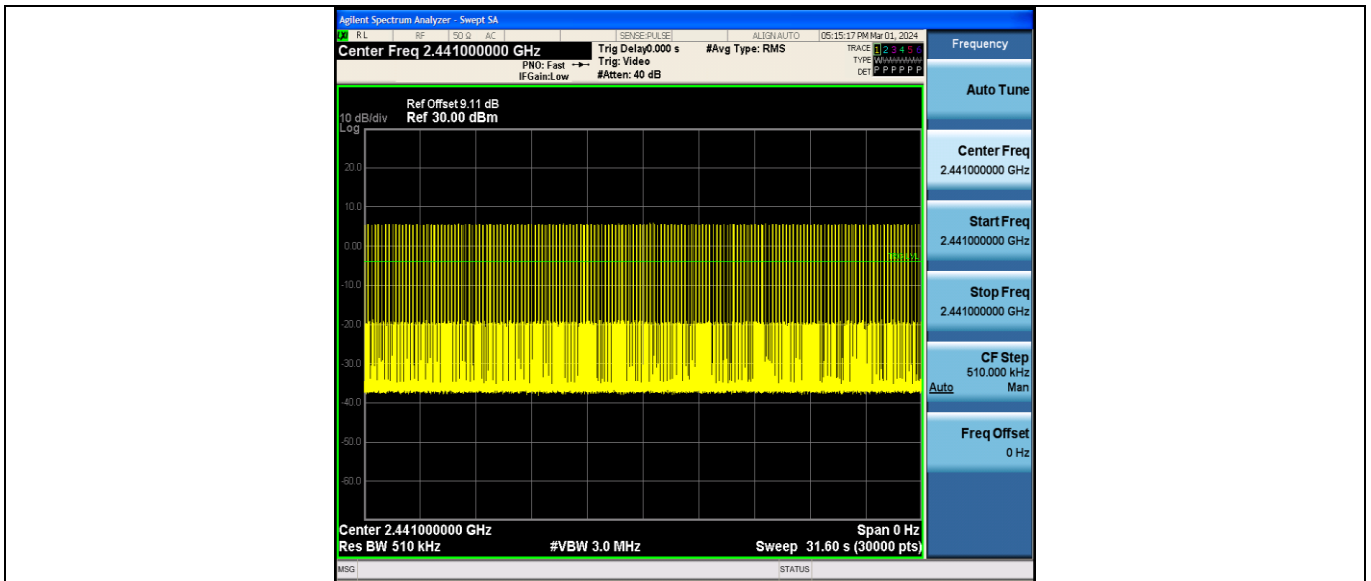 Agilent Spectrum Analyzer - Swept SA
LXI RL RF 50 Ω AC SENSE:PULSE ALIGN AUTO 05:15:17 PM Mar 01, 2024
Center Freq 2.441000000 GHz
PNO: Fast
IFGain:Low
Trig Delay0.000 s
Trig: Video
#Atten: 40 dB
#Avg Type: RMS
TRACE 1 2 3 4 5 6
TYPE
DET P P P P P P
Ref Offset 9.11 dB
10 dB/div Ref 30.00 dBm
Log
20.0
10.0
0.00
-10.0
-20.0
-30.0
-40.0
-50.0
-60.0
Center 2.441000000 GHz Span 0 Hz
Res BW 510 kHz #VBW 3.0 MHz Sweep 31.60 s (30000 pts)
MSG STATUS
Frequency
Auto Tune
Center Freq
2.441000000 GHz
Start Freq
2.441000000 GHz
Stop Freq
2.441000000 GHz
CF Step
510.000 kHz
Auto Man
Freq Offset
0 Hz